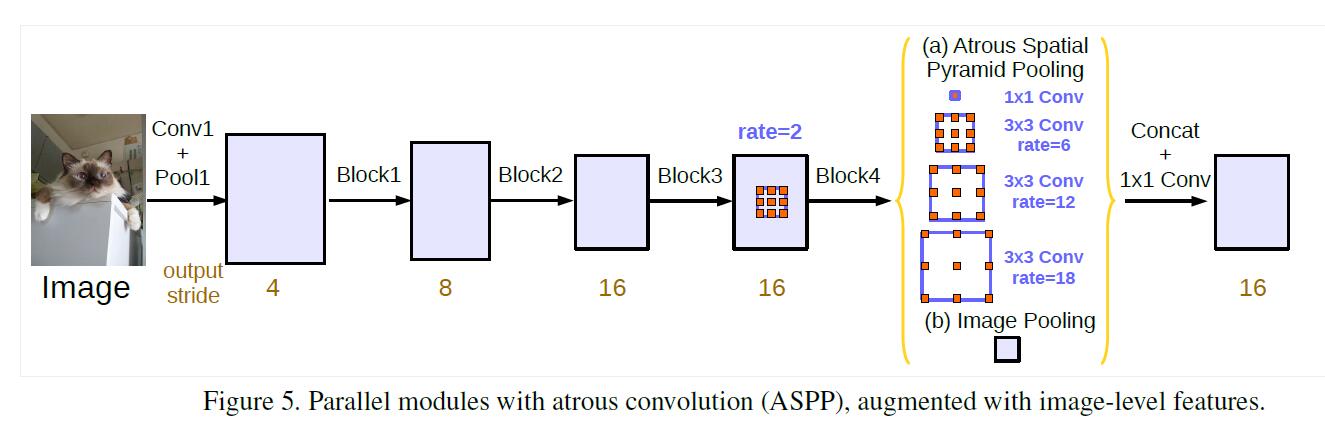 (a) Atrous Spatial
Pyramid Pooling
1x1 Conv
3x3 Conv
rate=6
3x3 Conv
rate=12
3x3 Conv
rate=18
(b) Image Pooling
Conv1
+
Pool1
Block1
Block2
Block3
rate=2
Block4
Concat
+
1x1 Conv
Image
output
stride
4
8
16
16
16
Figure 5. Parallel modules with atrous convolution (ASPP), augmented with image-level features.